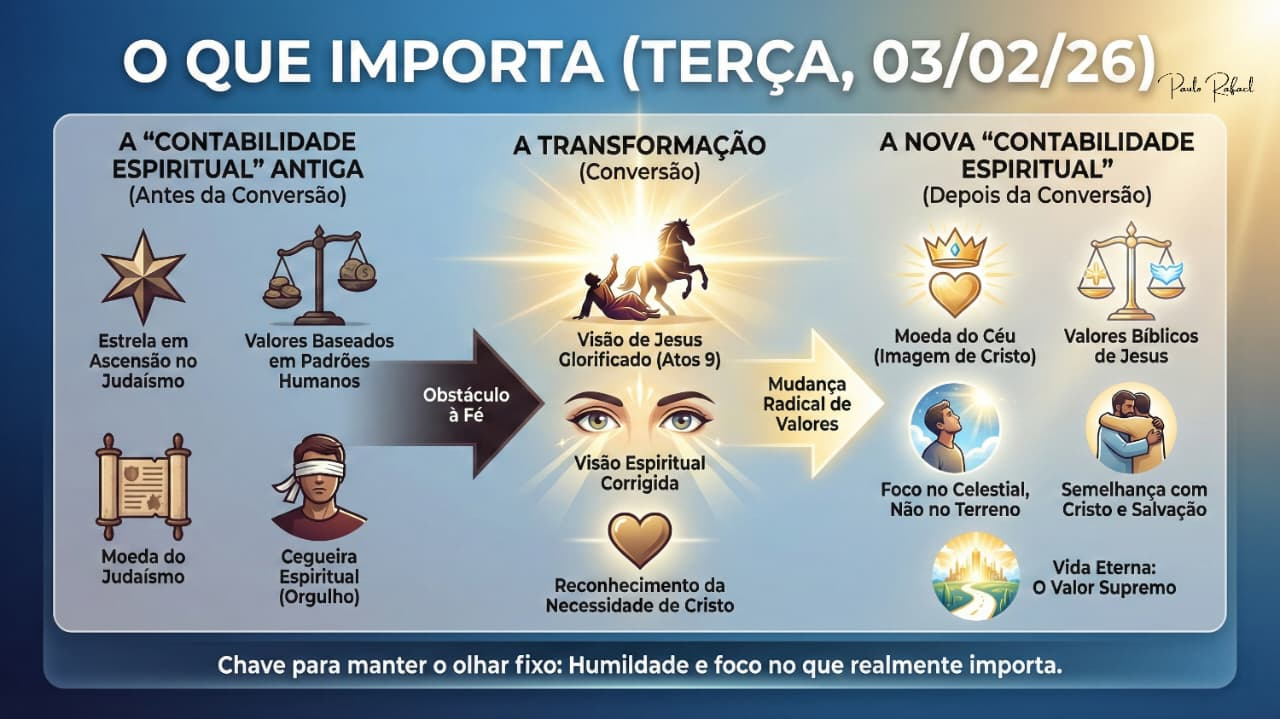 O QUE IMPORTA (TERÇA, 03/02/26)
Paulo Rafael
A “CONTABILIDADE
ESPIRITUAL” ANTIGA
(Antes da Conversão)
Estrela em
Ascensão no
Judaísmo
Valores Baseados
em Padrões
Humanos
Moeda do
Judaísmo
Cegueira
Espiritual
(Orgulho)
Obstáculo
à Fé
A TRANSFORMAÇÃO
(Conversão)
Visão de Jesus
Glorificado (Atos 9)
Visão Espiritual
Corrigida
Reconhecimento da
Necessidade de Cristo
Mudança
Radical de
Valores
A NOVA “CONTABILIDADE
ESPIRITUAL”
(Depois da Conversão)
Moeda do Céu
(Imagem de Cristo)
Valores Bíblicos
de Jesus
Foco no Celestial,
Não no Terreno
Semelhança com
Cristo e Salvação
Vida Eterna:
O Valor Supremo
Chave para manter o olhar fixo: Humildade e foco no que realmente importa.